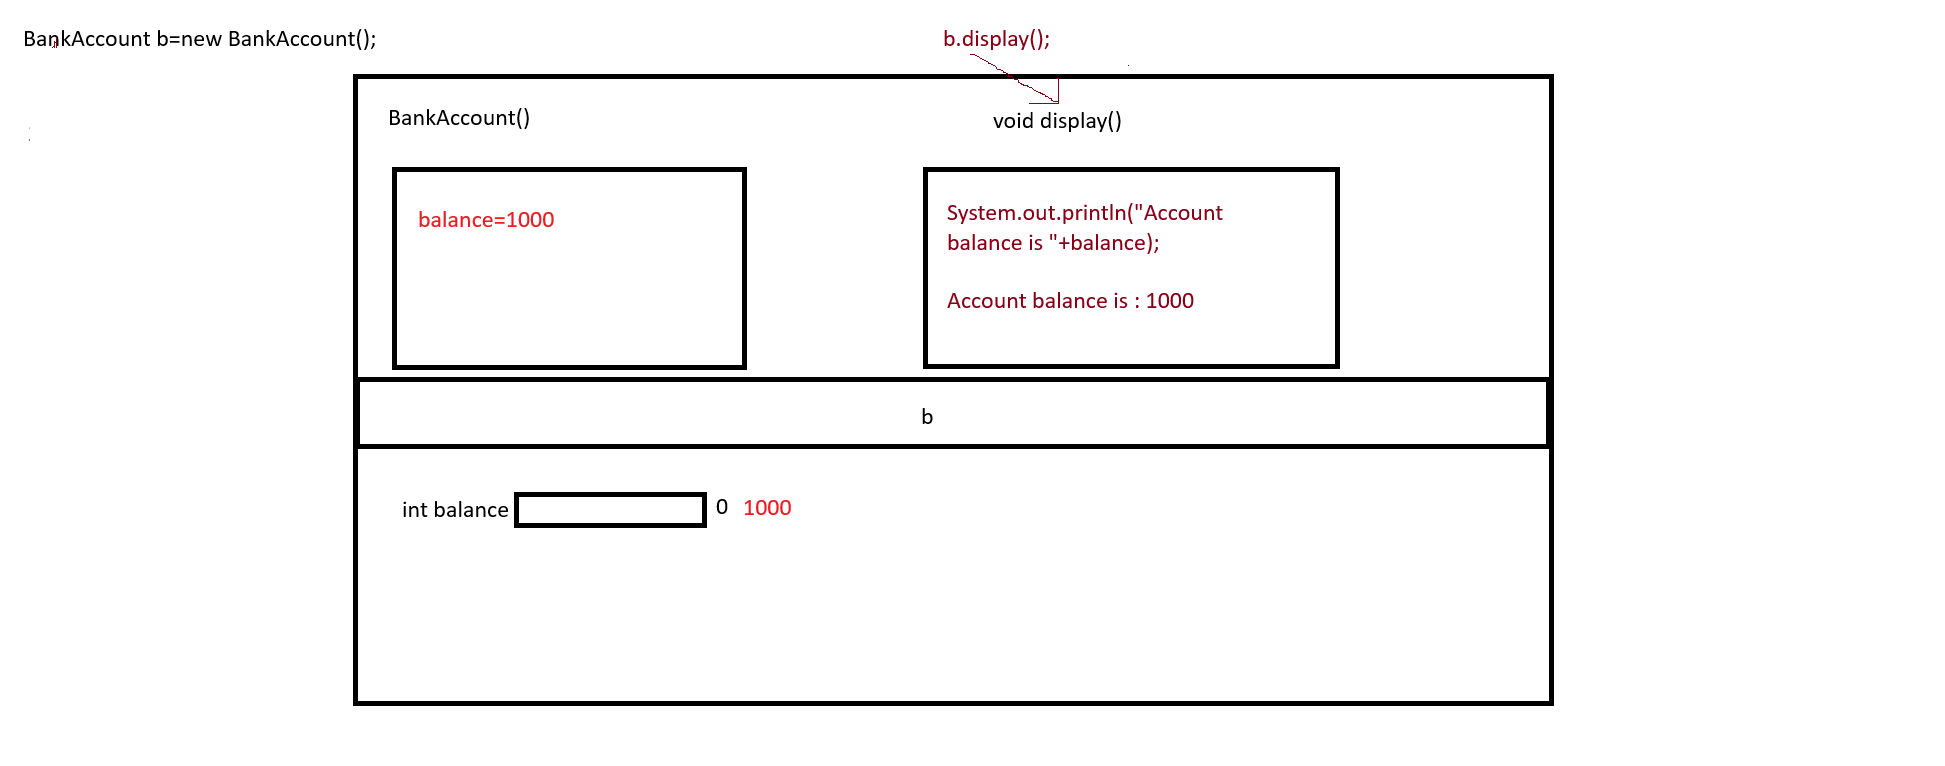 BankAccount b=new BankAccount();
b.display();
BankAccount()
void display()
balance=1000
System.out.println("Account
balance is "+balance);
Account balance is : 1000
b
int balance
0
1000